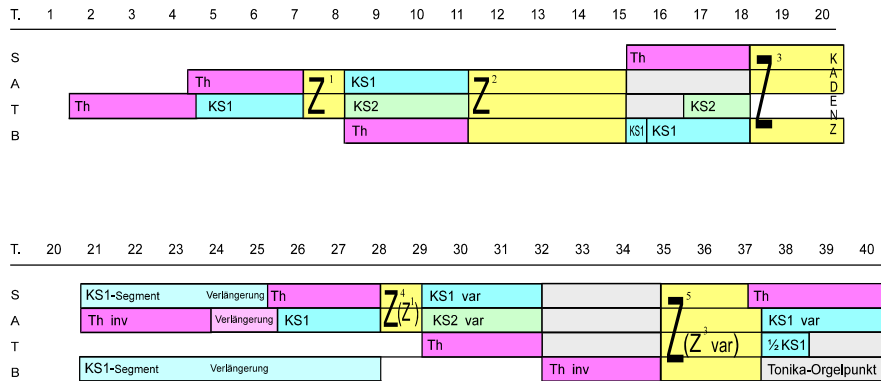 T. 1 2 3 4 5 6 7 8 9 10 11 12 13 14 15 16 17 18 19 20
S Th Z 3 KADENZ
A Th Z 1 KS1 Z 2
T Th KS1 KS2 KS2
B Th KS1 KS1
T. 20 21 22 23 24 25 26 27 28 29 30 31 32 33 34 35 36 37 38 39 40
S KS1-Segment Verlängerung Th Z 4 (Z 1) KS1 var Z 5 (Z 3 var) Th
A Th inv Verlängerung KS1 KS2 var KS1 var
T Th ½ KS1
B KS1-Segment Verlängerung Th inv Tonika-Orgelpunkt